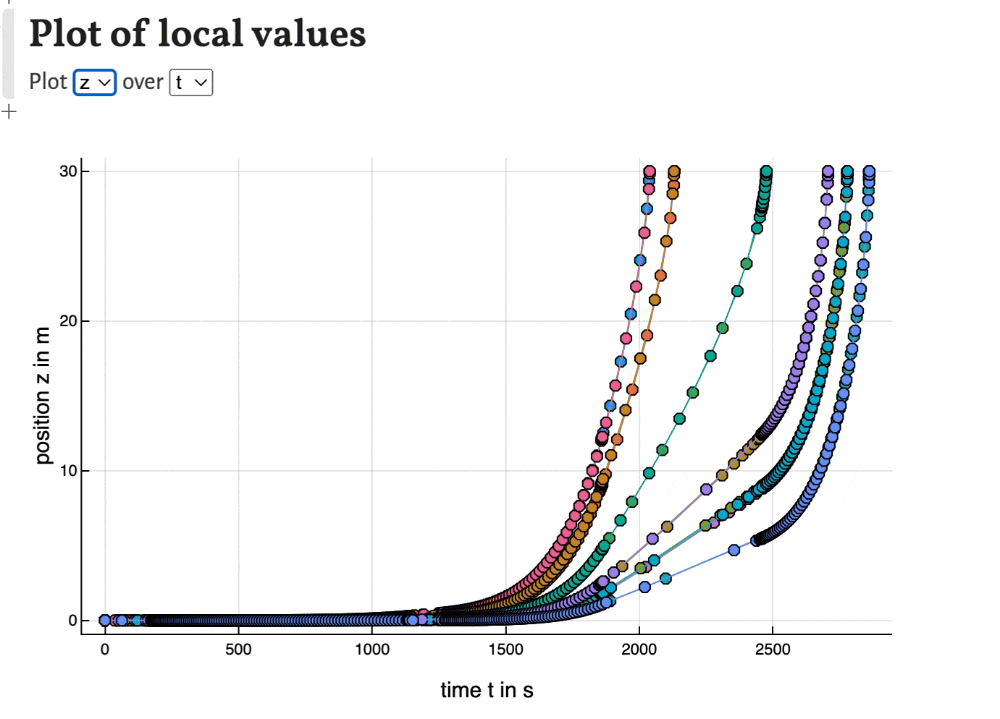 Plot of local values
Plot z over t
30
20
10
0
position z in m
0 500 1000 1500 2000 2500
time t in s